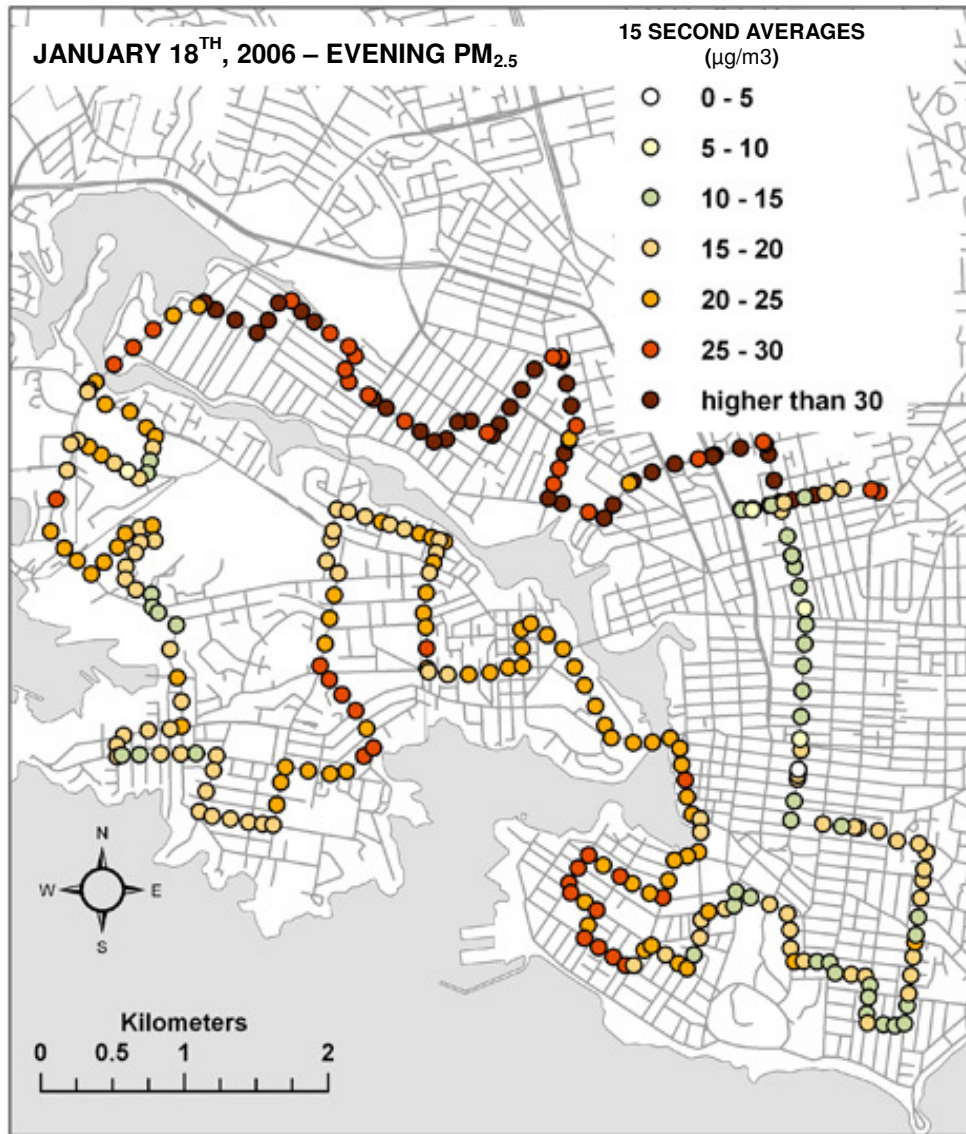 JANUARY 18TH, 2006 – EVENING PM2.5
15 SECOND AVERAGES
(µg/m3)
0 - 5
5 - 10
10 - 15
15 - 20
20 - 25
25 - 30
higher than 30
N
W E
S
Kilometers
0 0.5 1 2